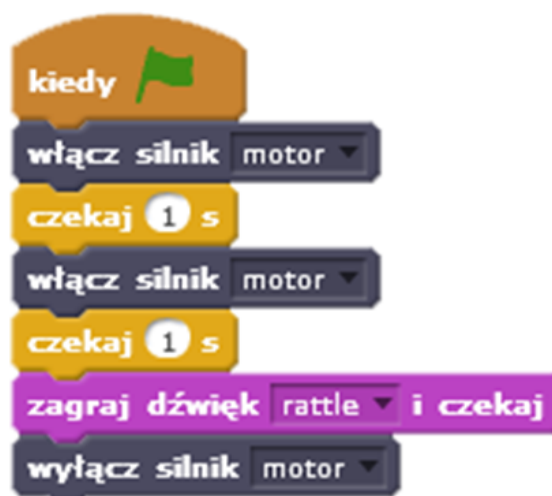 kiedy
włącz silnik motor
czekaj 1 s
włącz silnik motor
czekaj 1 s
zagraj dźwięk rattle i czekaj
wyłącz silnik motor